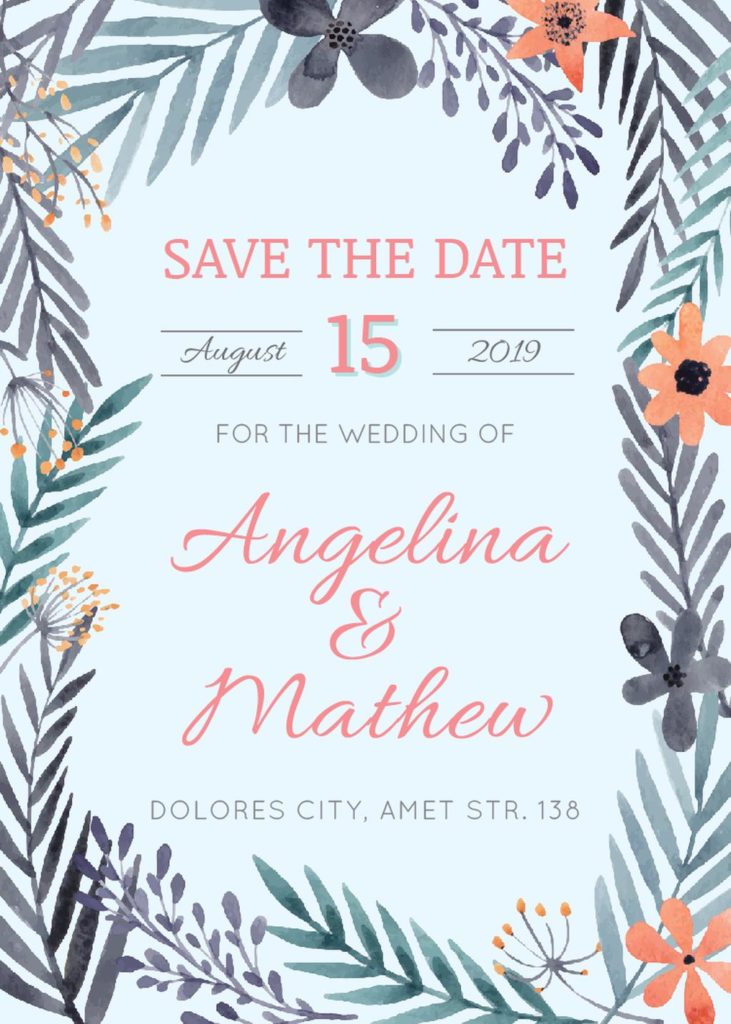 SAVE THE DATE
August 15 2019
FOR THE WEDDING OF
Angelina
&
Mathew
DOLORES CITY, AMET STR. 138